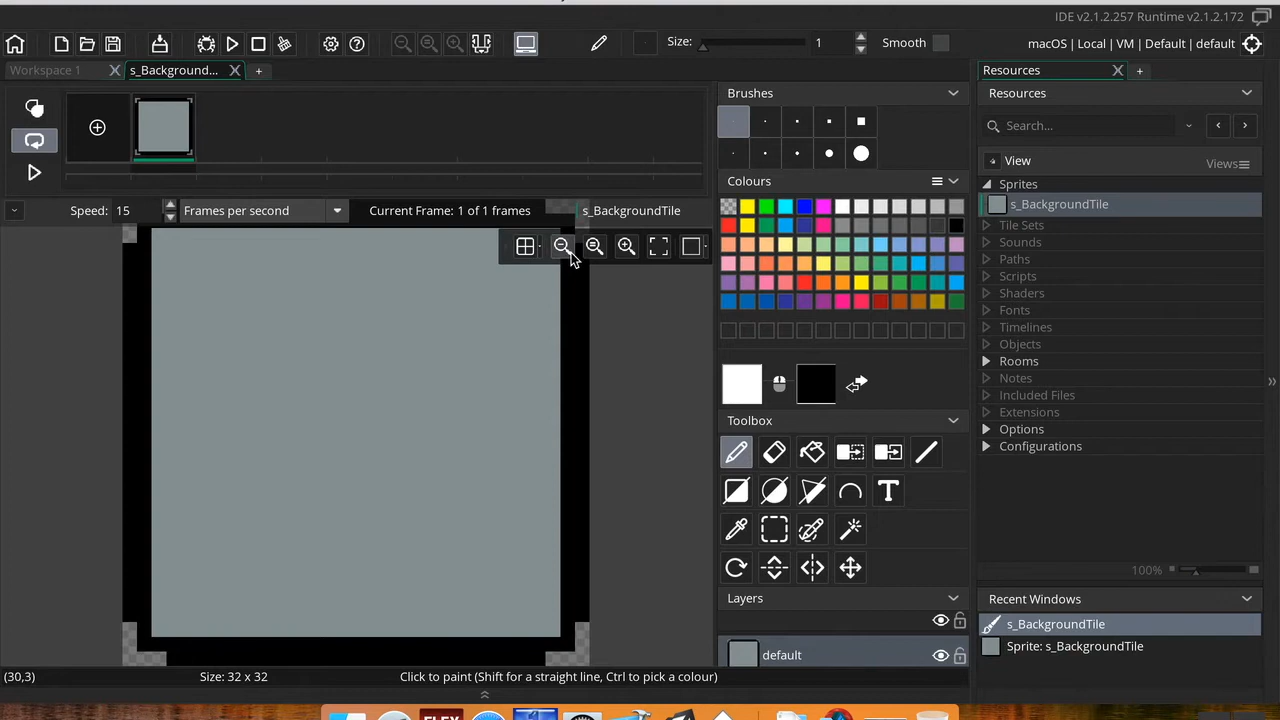 IDE v2.1.2.257 Runtime v2.1.2.172
Size: 1 Smooth
macOS | Local | VM | Default | default
Workspace 1 s_Background...
Resources
Brushes
Resources
Search...
View Views
Colours
Sprites
s_BackgroundTile
Speed: 15 Frames per second Current Frame: 1 of 1 frames s_BackgroundTile
Tile Sets
Sounds
Paths
Scripts
Shaders
Fonts
Timelines
Objects
Rooms
Notes
Included Files
Extensions
Options
Configurations
Toolbox
T
100%
Layers
Recent Windows
s_BackgroundTile
default
Sprite: s_BackgroundTile
(30,3) Size: 32 x 32 Click to paint (Shift for a straight line, Ctrl to pick a colour)
FLEX